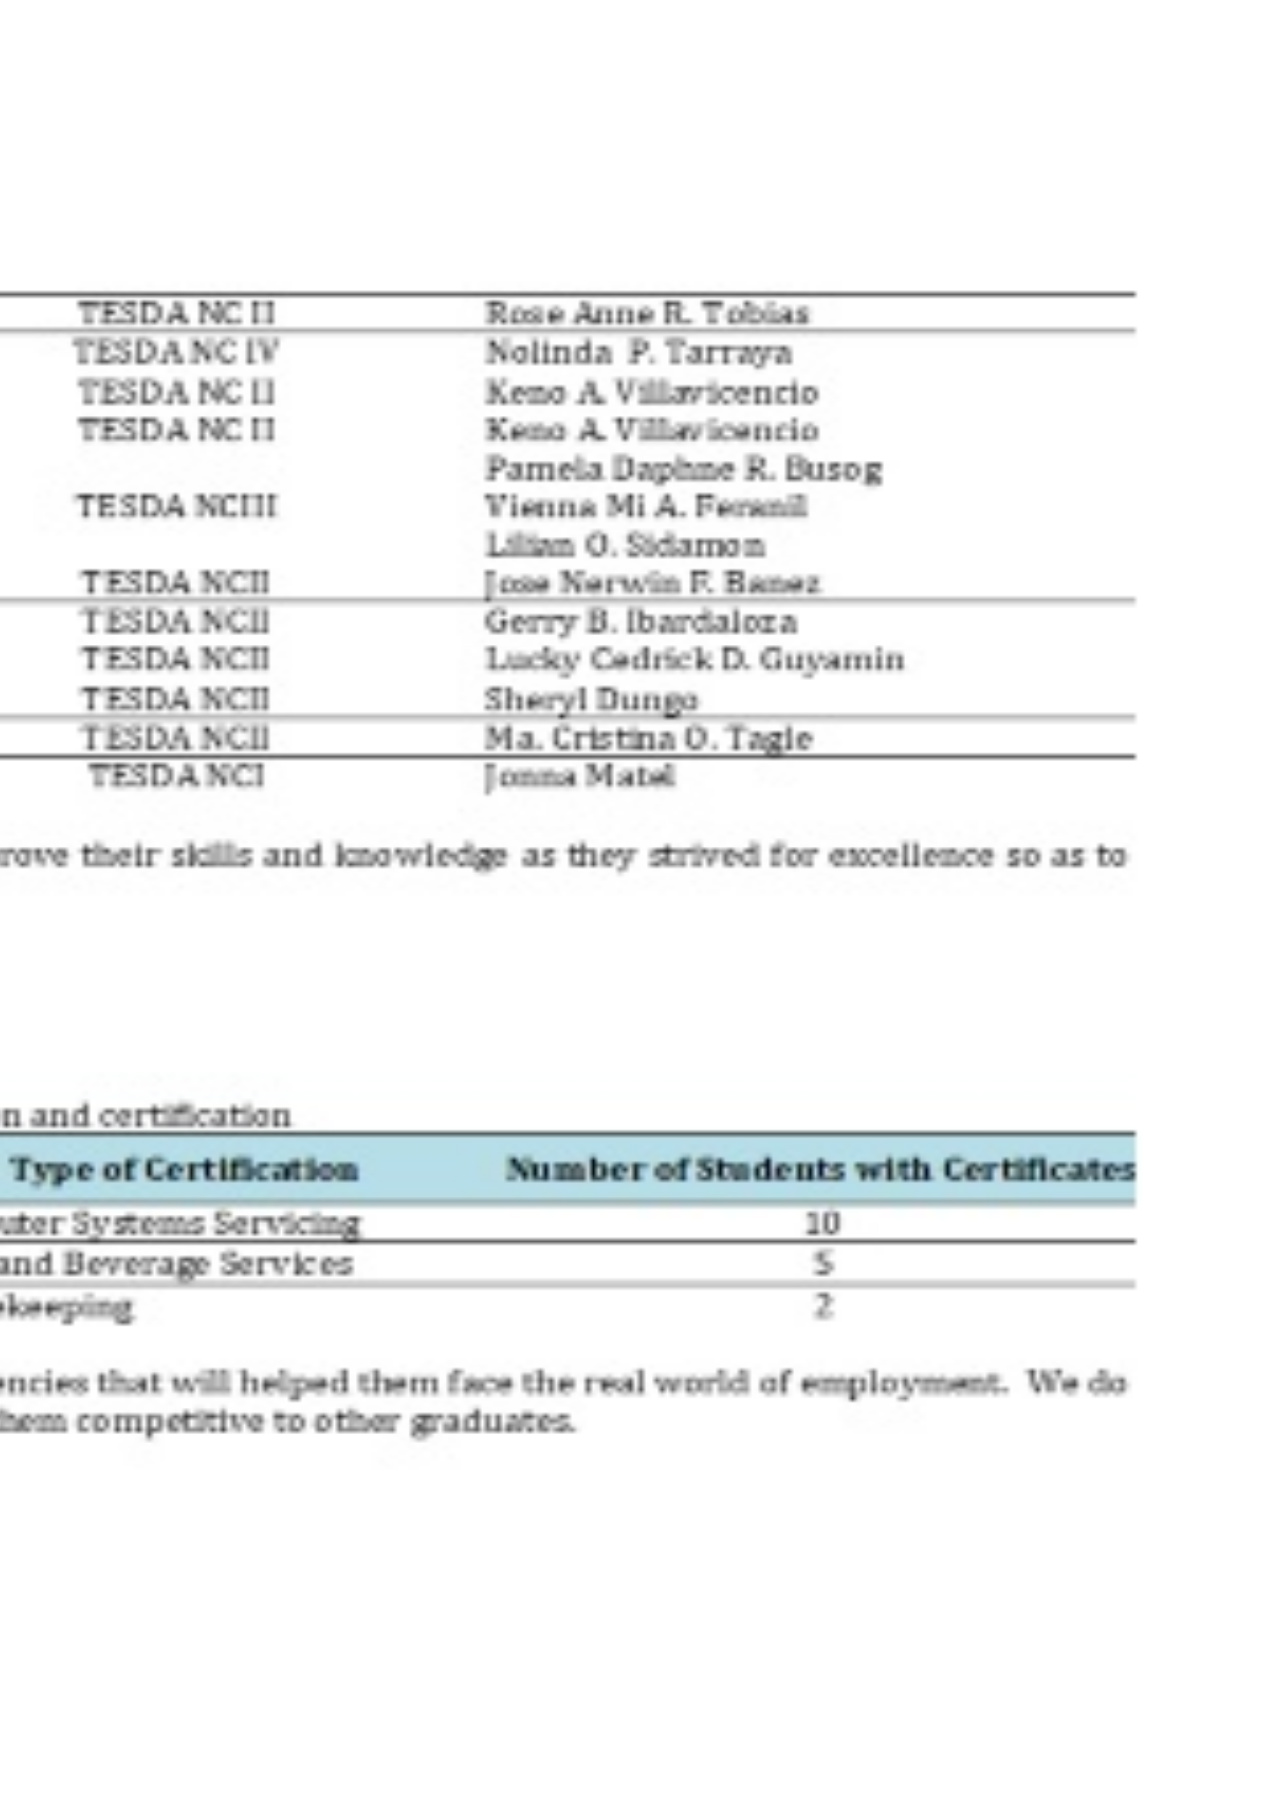 TESDA NC II Rose Anne R. Tobias
TESDA NC IV Nolinda P. Tarraya
TESDA NC II Keno A. Villavicencio
TESDA NC II Keno A. Villavicencio
Pamela Daphne R. Busog
TESDA NCIII Vienna Mi A. Feranil
Lilian O. Sidamon
TESDA NCII Jose Nerwin F. Banez
TESDA NCII Gerry B. Ibardaloza
TESDA NCII Lucky Cedrick D. Guyamin
TESDA NCII Sheryl Dungo
TESDA NCII Ma. Cristina O. Tagle
TESDA NCI Jonna Matel
rove their skills and knowledge as they strived for excellence so as to
n and certification
Type of Certification Number of Students with Certificates
uter Systems Servicing 10
and Beverage Services 5
ekeeping 2
encies that will helped them face the real world of employment. We do
hem competitive to other graduates.